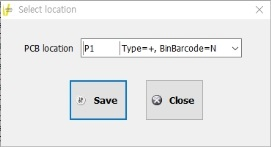 Select location
PCB location P1 Type=+, BinBarcode=N
Save Close